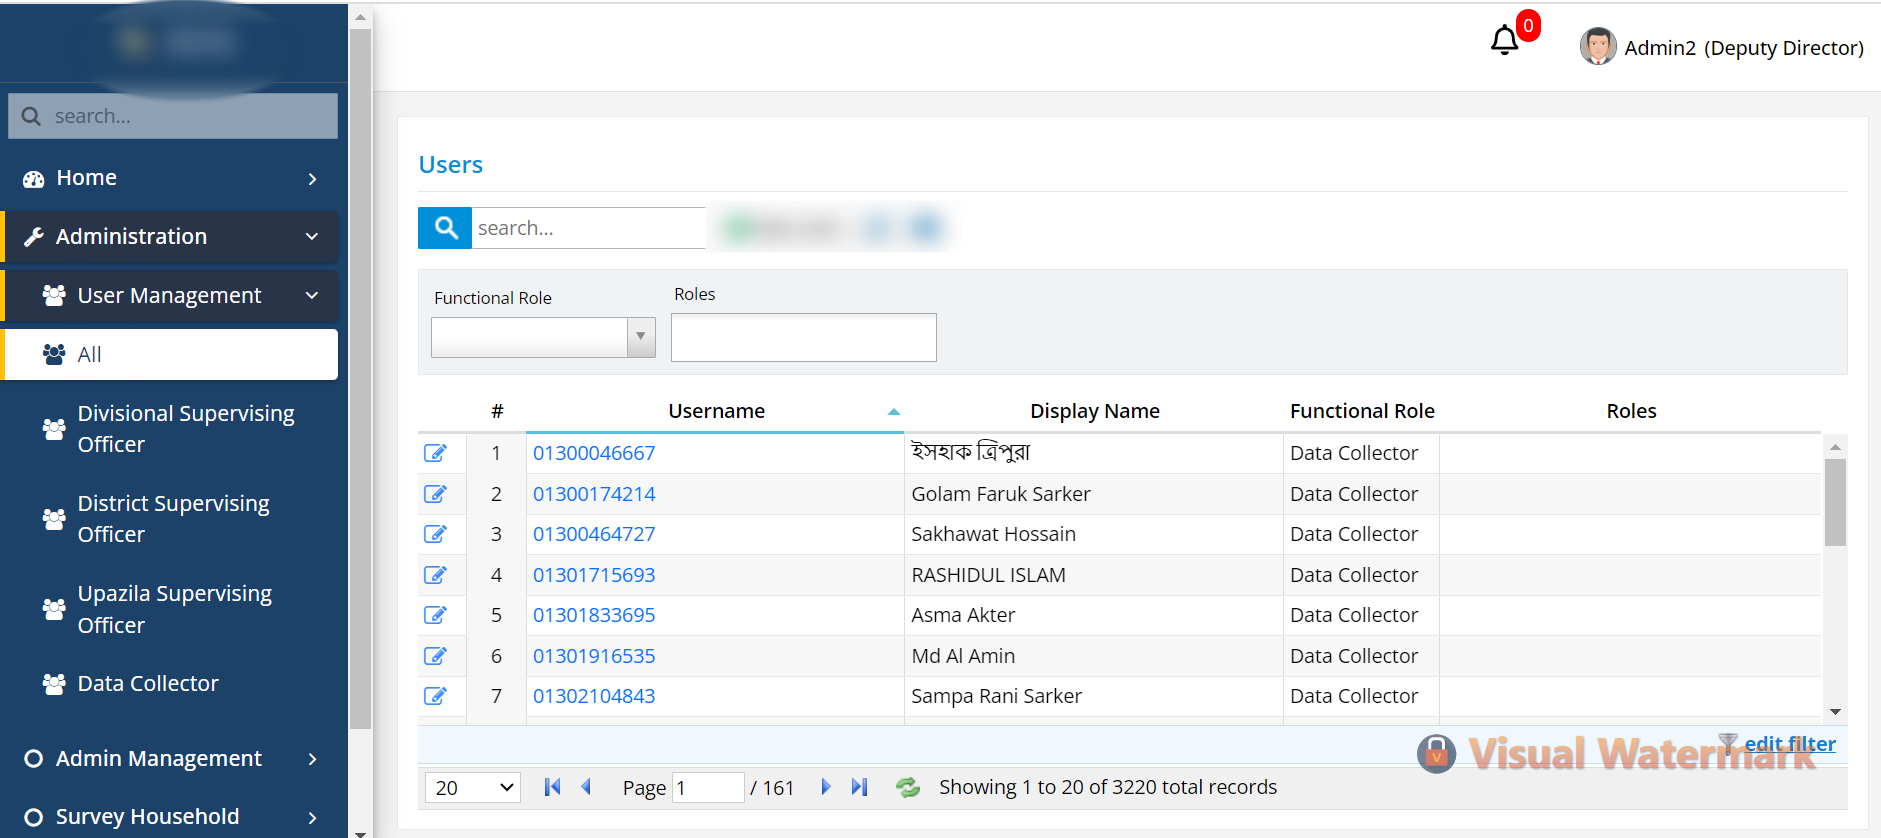 0
Admin2 (Deputy Director)
search...
Home
Administration
User Management
All
Divisional Supervising
Officer
District Supervising
Officer
Upazila Supervising
Officer
Data Collector
Admin Management
Survey Household
Users
search...
Functional Role
Roles
# Username Display Name Functional Role Roles
1 01300046667 ইসহাক ত্রিপুরা Data Collector
2 01300174214 Golam Faruk Sarker Data Collector
3 01300464727 Sakhawat Hossain Data Collector
4 01301715693 RASHIDUL ISLAM Data Collector
5 01301833695 Asma Akter Data Collector
6 01301916535 Md Al Amin Data Collector
7 01302104843 Sampa Rani Sarker Data Collector
edit filter
Visual Watermark
20 Page 1 / 161 Showing 1 to 20 of 3220 total records